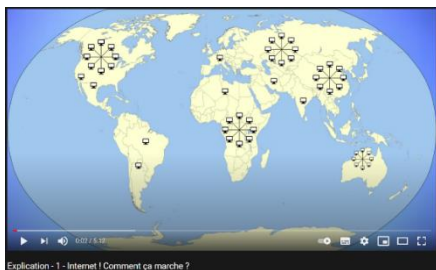 0:02 / 5:12
Explication - 1 - Internet ! Comment ça marche ?